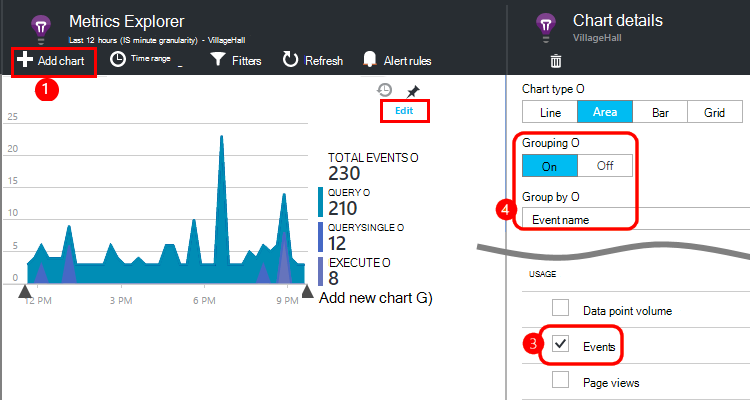 Metrics Explorer
Last 12 hours (IS minute granularity) - VillageHall
Add chart
Time range
Fitters
Refresh
Alert rules
1
Edit
25
20
15
10
5
0
12 PM
3 PM
6 PM
9 PM
TOTAL EVENTS O
230
QUERY O
210
QUERYSINGLE O
12
EXECUTE O
8
Add new chart G)
Chart details
VillageHall
Chart type O
Line
Area
Bar
Grid
Grouping O
On
Off
Group by O
4
Event name
USAGE
Data point volume
3
Events
Page views